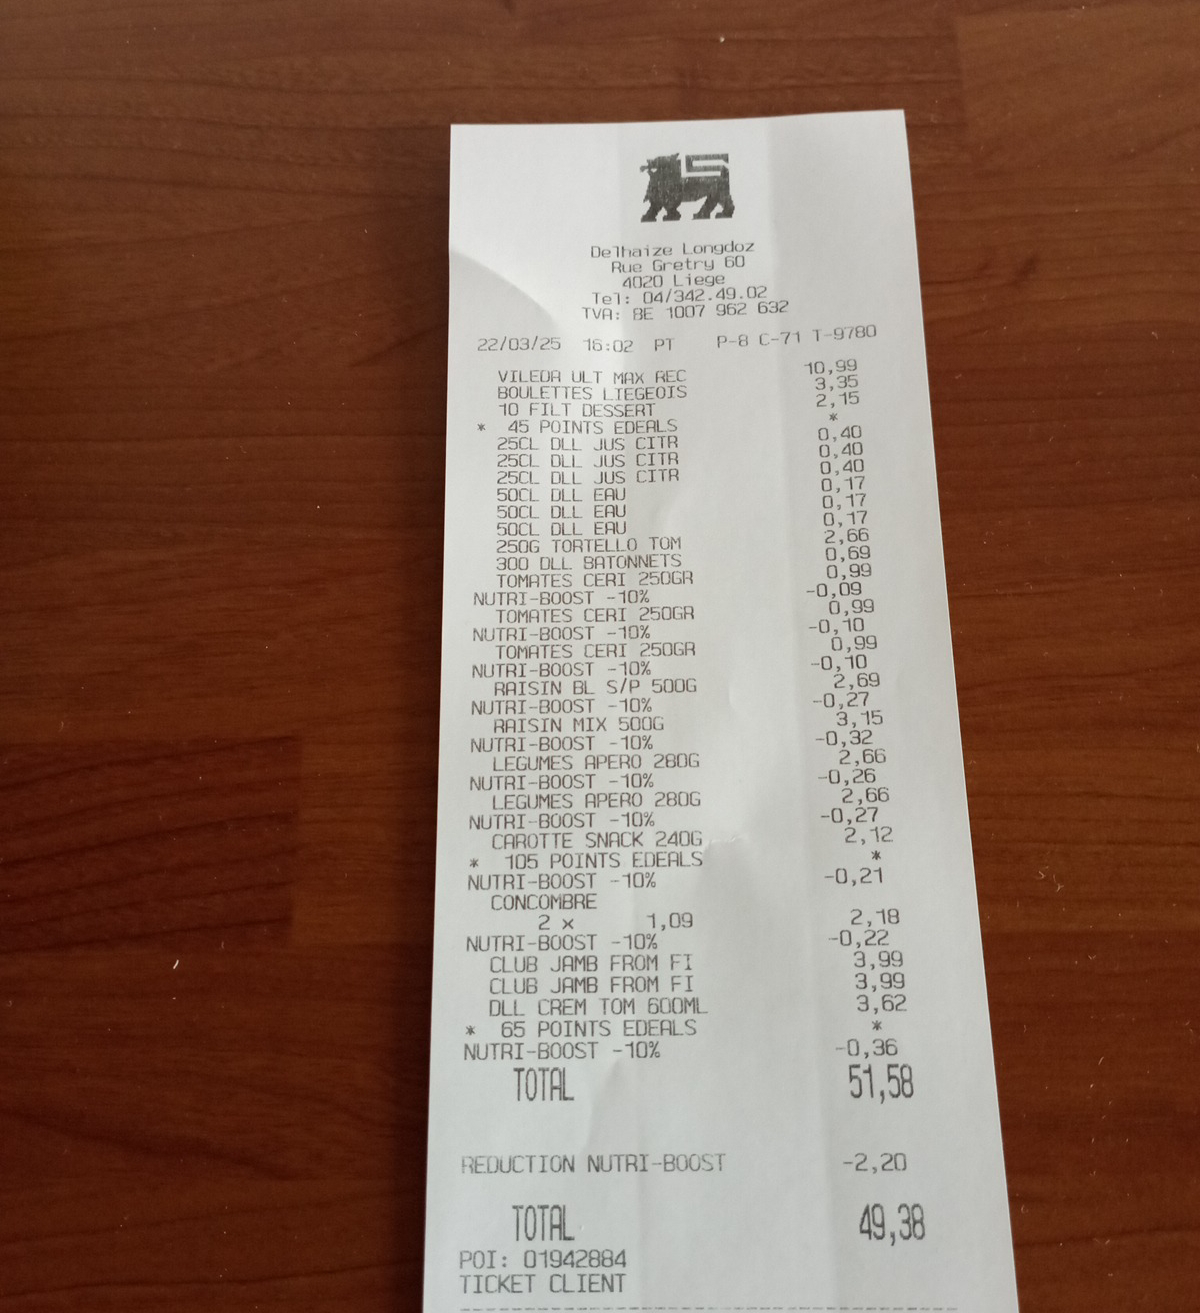 Delhaize Longdoz
Rue Gretry 60
4020 Liege
Tel: 04/342.49.02
TVA: BE 1007 962 632
22/03/25 16:02 PT P-8 C-71 T-9780
VILEDA ULT MAX REC 10,99
BOULETTES LIEGEOIS 3,35
10 FILT DESSERT 2,15
* 45 POINTS EDEALS *
25CL DLL JUS CITR 0,40
25CL DLL JUS CITR 0,40
25CL DLL JUS CITR 0,40
50CL DLL EAU 0,17
50CL DLL EAU 0,17
50CL DLL EAU 0,17
250G TORTELLO TOM 2,66
300 DLL BATONNETS 0,69
TOMATES CERI 250GR 0,99
NUTRI-BOOST -10% -0,09
TOMATES CERI 250GR 0,99
NUTRI-BOOST -10% -0,10
TOMATES CERI 250GR 0,99
NUTRI-BOOST -10% -0,10
RAISIN BL S/P 500G 2,69
NUTRI-BOOST -10% -0,27
RAISIN MIX 500G 3,15
NUTRI-BOOST -10% -0,32
LEGUMES APERO 280G 2,66
NUTRI-BOOST -10% -0,26
LEGUMES APERO 280G 2,66
NUTRI-BOOST -10% -0,27
CAROTTE SNACK 240G 2,12
* 105 POINTS EDEALS *
NUTRI-BOOST -10% -0,21
CONCOMBRE
2 x 1,09 2,18
NUTRI-BOOST -10% -0,22
CLUB JAMB FROM FI 3,99
CLUB JAMB FROM FI 3,99
DLL CREM TOM 600ML 3,62
* 65 POINTS EDEALS *
NUTRI-BOOST -10% -0,36
TOTAL 51,58
REDUCTION NUTRI-BOOST -2,20
TOTAL 49,38
POI: 01942884
TICKET CLIENT